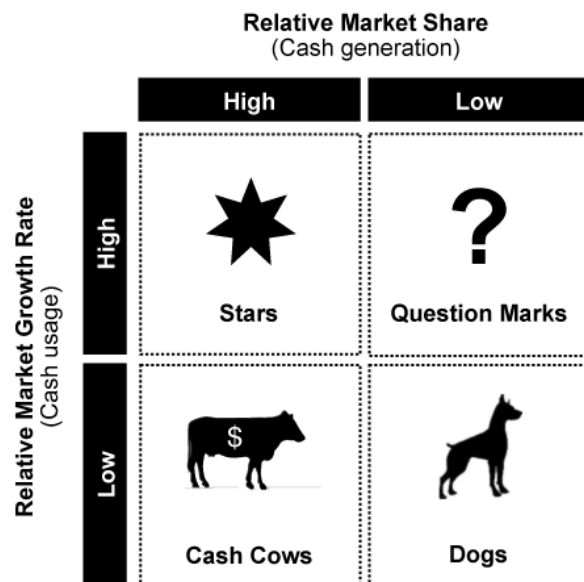 Relative Market Share
(Cash generation)
High
Low
Relative Market Growth Rate
(Cash usage)
High
?
Stars
Question Marks
Low
$
Cash Cows
Dogs